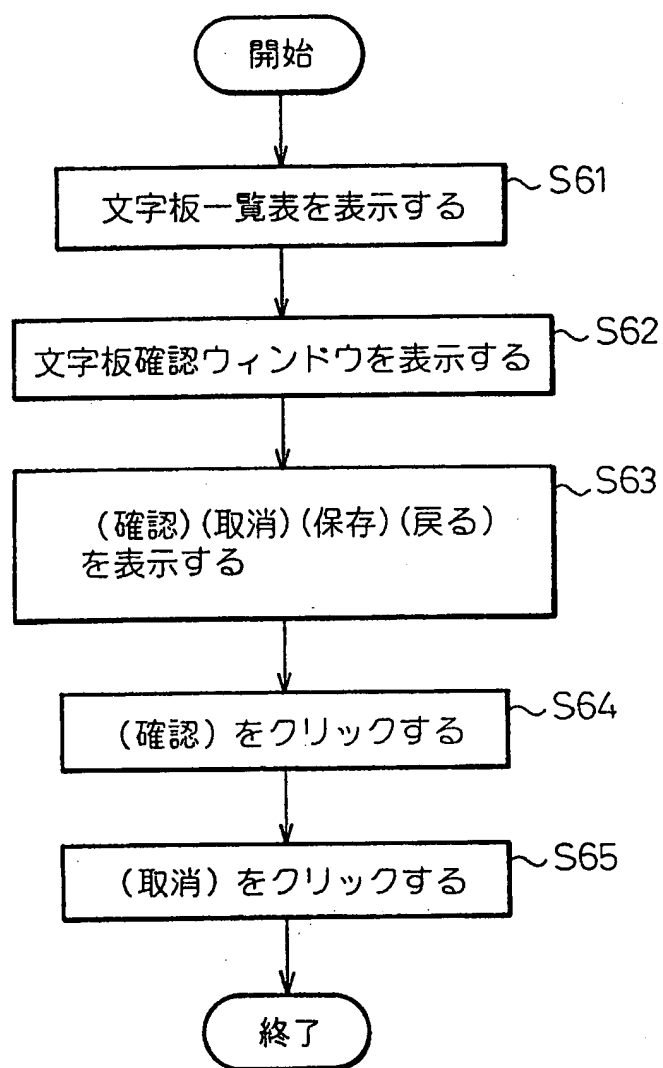 開始
文字板一覧表を表示する
S61
文字板確認ウィンドウを表示する
S62
(確認)(取消)(保存)(戻る)
を表示する
S63
(確認)をクリックする
S64
(取消)をクリックする
S65
終了